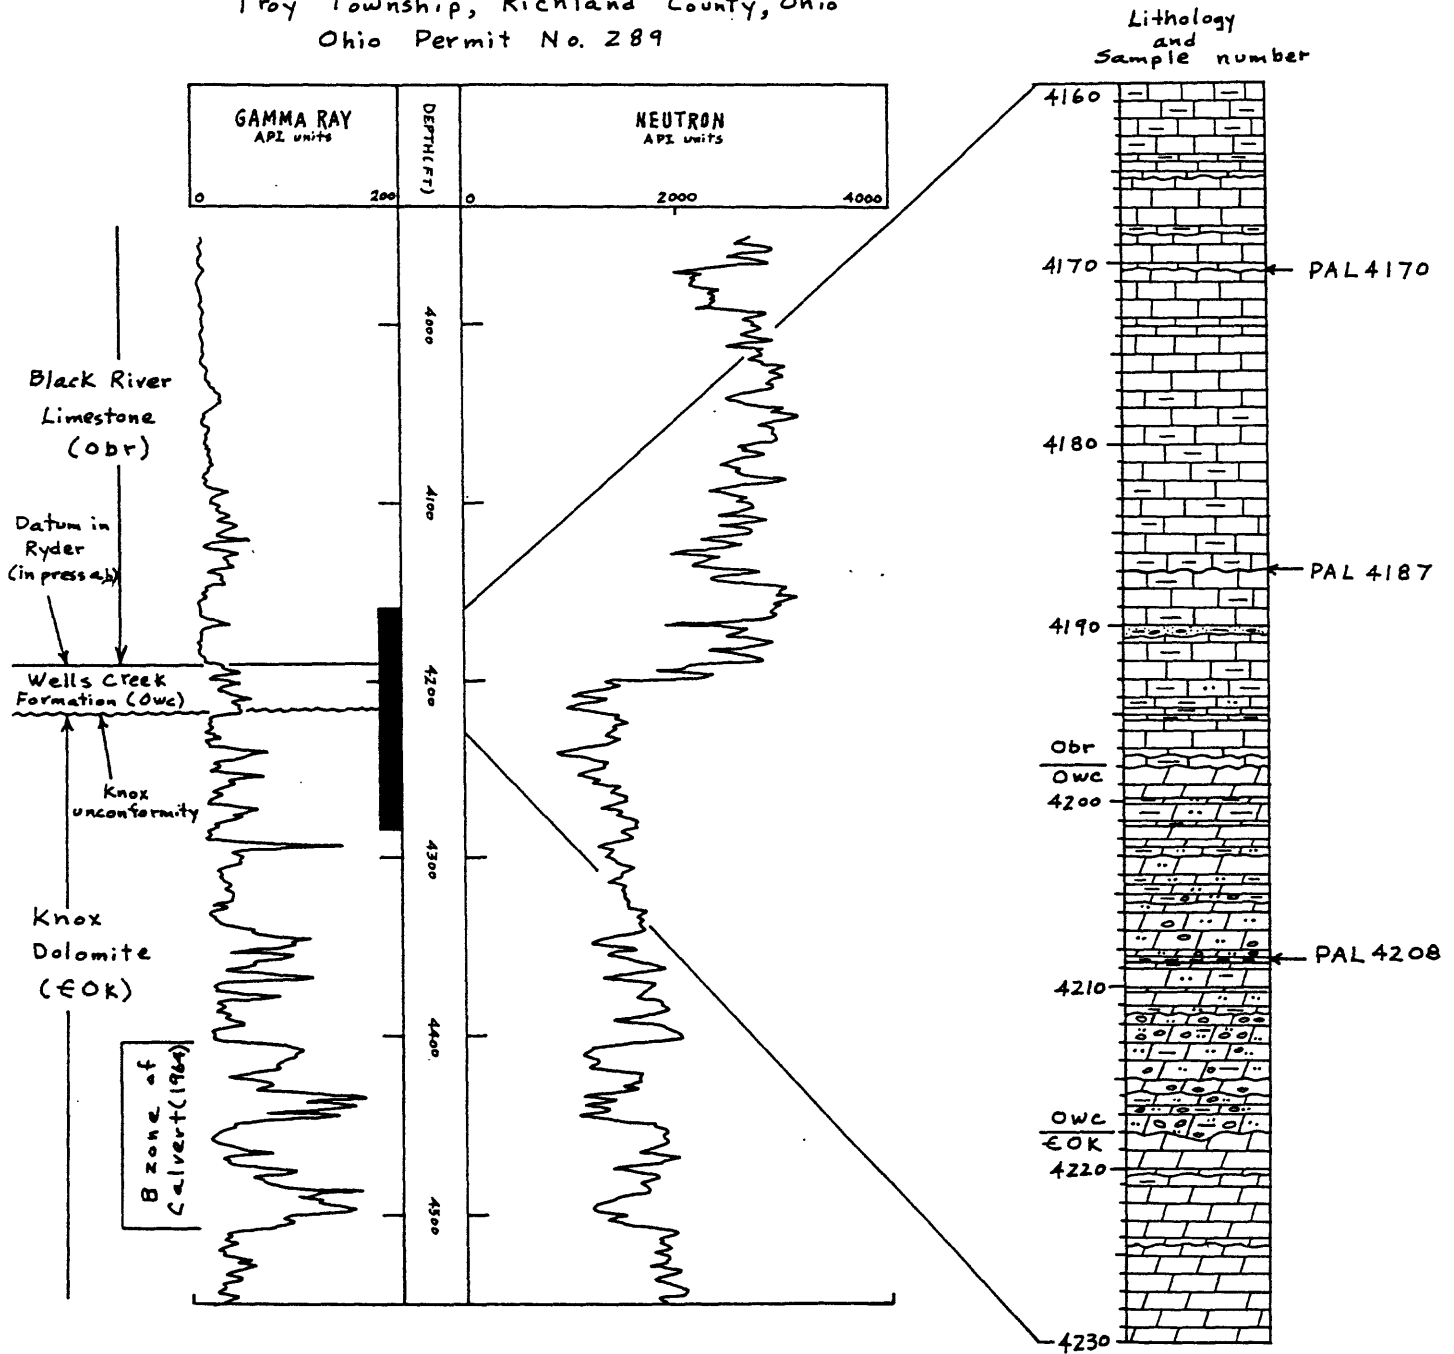 Troy Township, Richland County, Ohio
Ohio Permit No. 289
GAMMA RAY
API units
0
200
DEPTH (FT)
NEUTRON
API units
0
2000
4000
4000
4100
4200
4300
4400
4500
Black River
Limestone
(Obr)
Datum in
Ryder
(in press a,b)
Wells Creek
Formation (Owc)
Knox
unconformity
Knox
Dolomite
(ЄOk)
B zone of
Calvert (1964)
Lithology
and
Sample number
4160
4170
PAL 4170
4180
PAL 4187
4190
Obr
Owc
4200
PAL 4208
4210
Owc
ЄOk
4220
4230